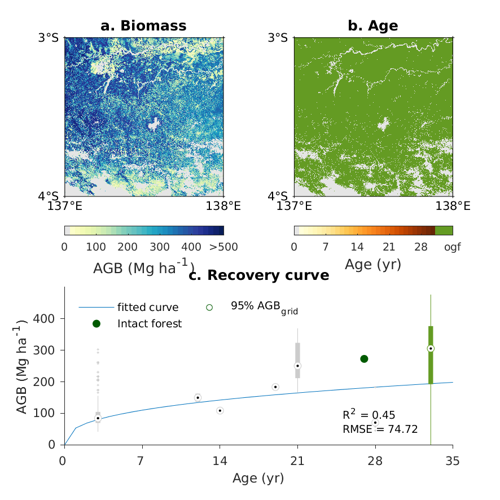 a. Biomass
b. Age
3°S
3°S
4°S
4°S
137°E 138°E
137°E 138°E
0 100 200 300 400 >500
0 7 14 21 28 ogf
AGB (Mg ha⁻¹)
Age (yr)
c. Recovery curve
fitted curve
95% AGB_grid
Intact forest
AGB (Mg ha⁻¹)
400
300
200
100
0
R² = 0.45
RMSE = 74.72
0 7 14 21 28 35
Age (yr)